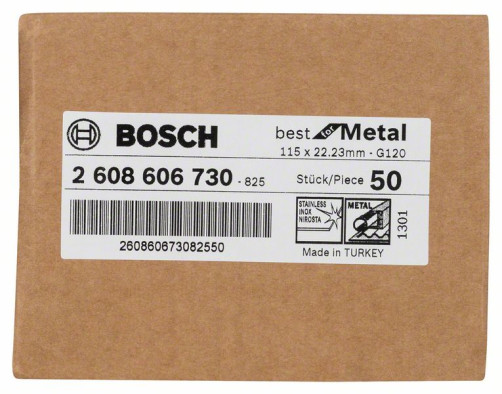 BOSCH
best for Metal
115 x 22.23mm - G120
2 608 606 730 - 825
Stück/Piece 50
STAINLESS
INOX
NIROSTA
METAL
1301
260860673082550
Made in TURKEY